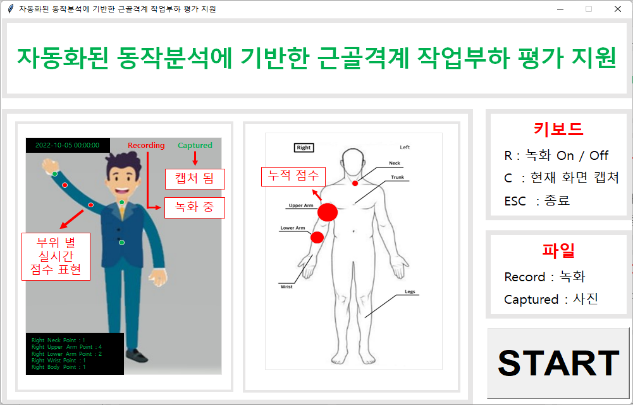 자동화된 동작분석에 기반한 근골격계 작업부하 평가 지원
자동화된 동작분석에 기반한 근골격계 작업부하 평가 지원
2022-10-05 00:00:00
Recording
Captured
캡처 됨
녹화 중
부위 별
실시간
점수 표현
Right Neck Point : 1
Right Upper Arm Point : 4
Right Lower Arm Point : 2
Right Wrist Point : 1
Right Body Point : 1
Right
Left
누적 점수
Neck
Trunk
Upper Arm
Lower Arm
Wrist
Legs
키보드
R : 녹화 On / Off
C : 현재 화면 캡쳐
ESC : 종료
파일
Record : 녹화
Captured : 사진
START